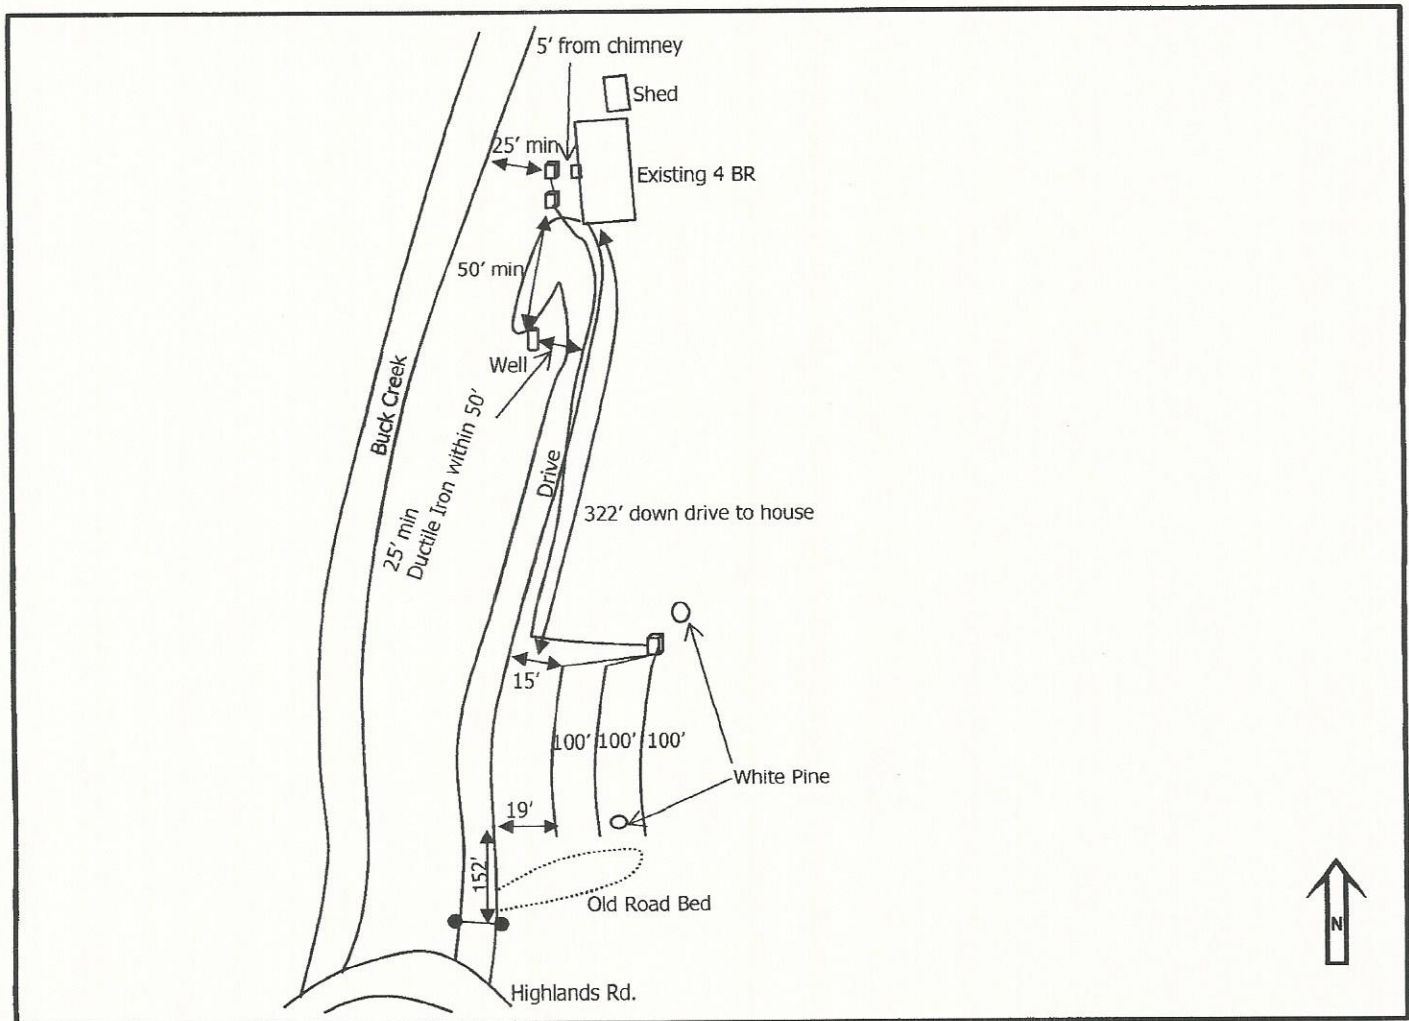 5' from chimney
Shed
25' min
Existing 4 BR
50' min
Well
Buck Creek
25' min
Ductile Iron within 50'
Drive
322' down drive to house
15'
100' 100' 100'
White Pine
19'
152'
Old Road Bed
N
Highlands Rd.